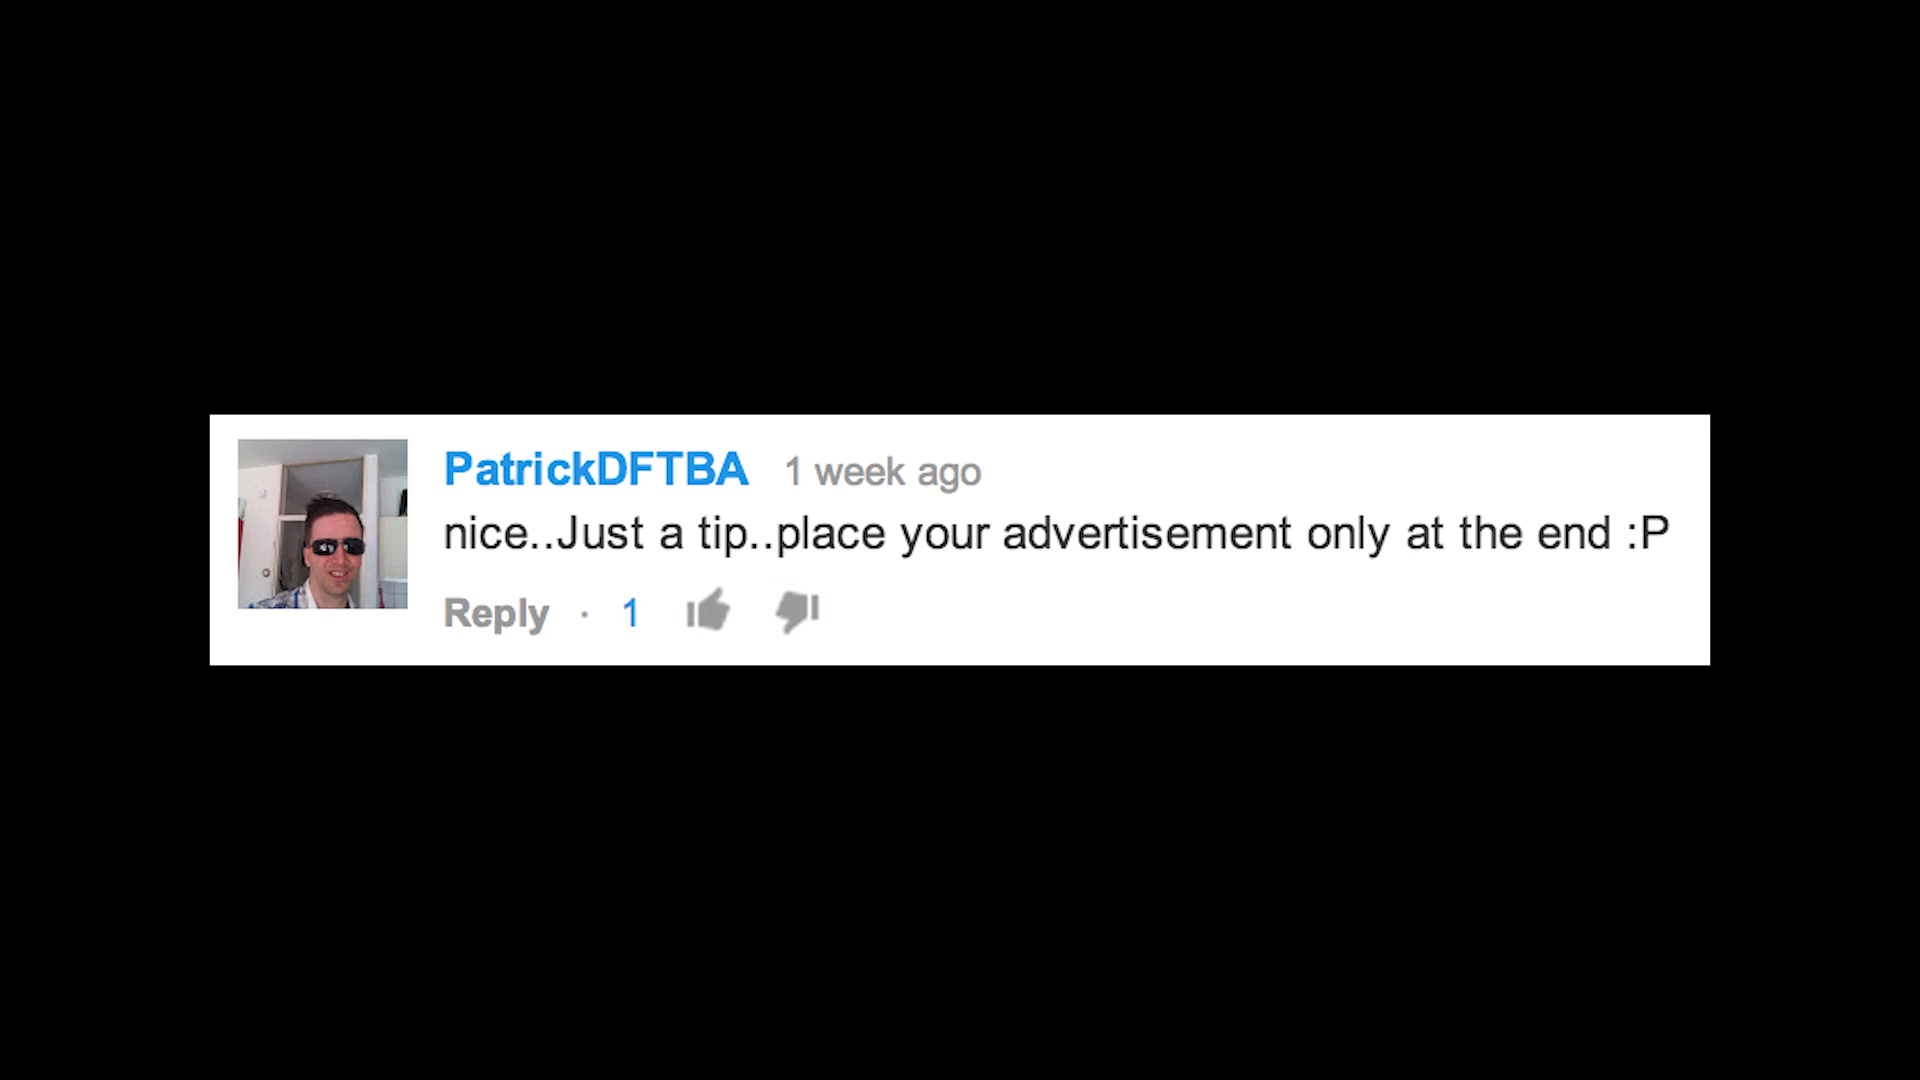 PatrickDFTBA 1 week ago
nice..Just a tip..place your advertisement only at the end :P
Reply · 1